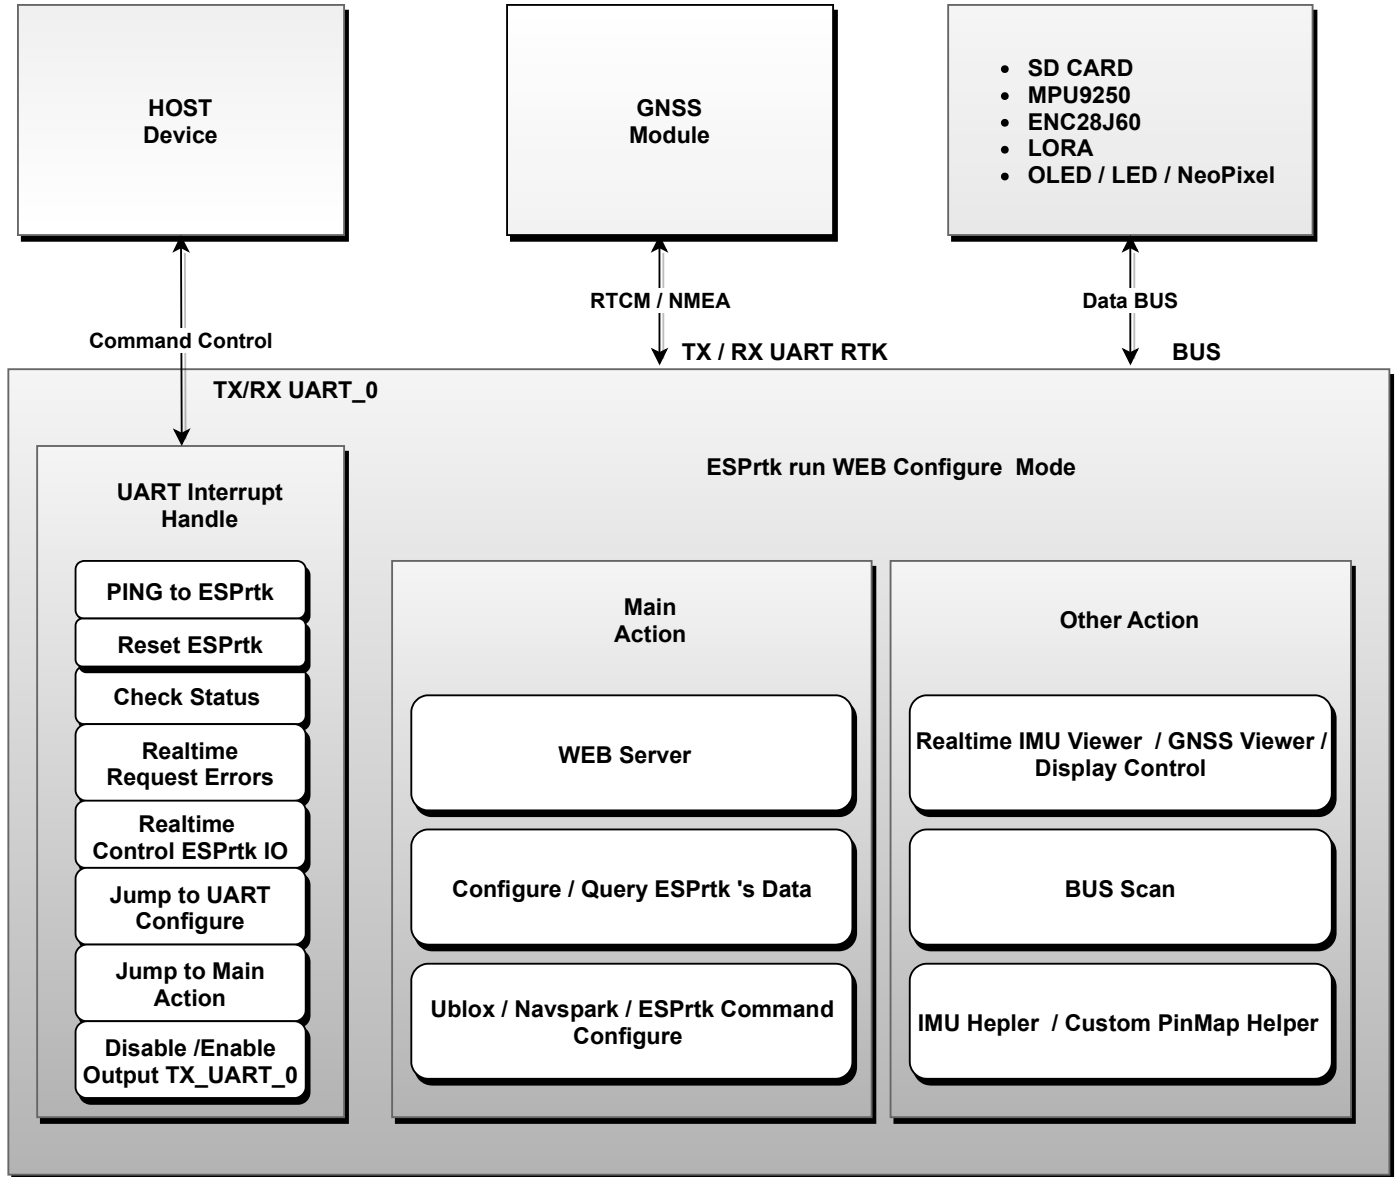 HOST
Device
GNSS
Module
SD CARD
MPU9250
ENC28J60
LORA
OLED / LED / NeoPixel
Command Control
RTCM / NMEA
Data BUS
TX/RX UART_0
TX / RX UART RTK
BUS
ESPrtk run WEB Configure  Mode
UART Interrupt
Handle
PING to ESPrtk
Reset ESPrtk
Check Status
Realtime
Request Errors
Realtime
Control ESPrtk IO
Jump to UART
Configure
Jump to Main
Action
Disable /Enable
Output TX_UART_0
Main
Action
WEB Server
Configure / Query ESPrtk 's Data
Ublox / Navspark / ESPrtk Command
Configure
Other Action
Realtime IMU Viewer  / GNSS Viewer /
Display Control
BUS Scan
IMU Hepler  / Custom PinMap Helper